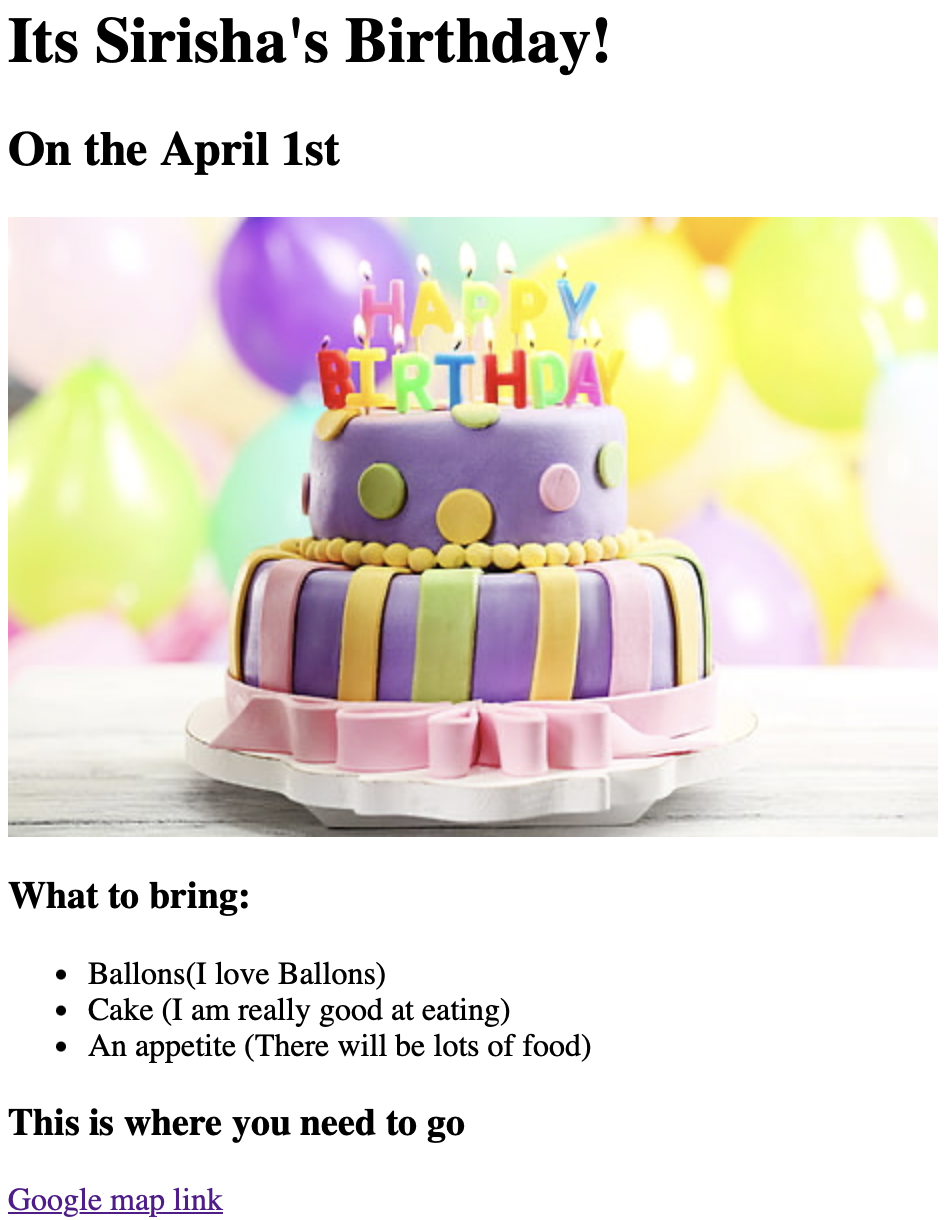 Its Sirisha's Birthday!
On the April 1st
HAPPY
BIRTHDAY
What to bring:
Ballons(I love Ballons)
Cake (I am really good at eating)
An appetite (There will be lots of food)
This is where you need to go
Google map link